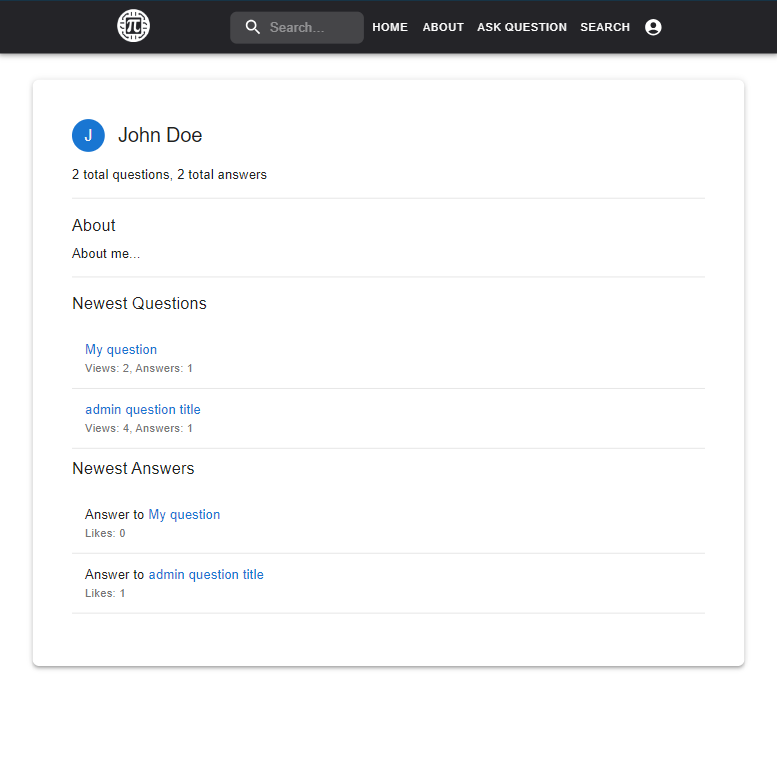 π
Search...
HOME
ABOUT
ASK QUESTION
SEARCH
J
John Doe
2 total questions, 2 total answers
About
About me...
Newest Questions
My question
Views: 2, Answers: 1
admin question title
Views: 4, Answers: 1
Newest Answers
Answer to My question
Likes: 0
Answer to admin question title
Likes: 1